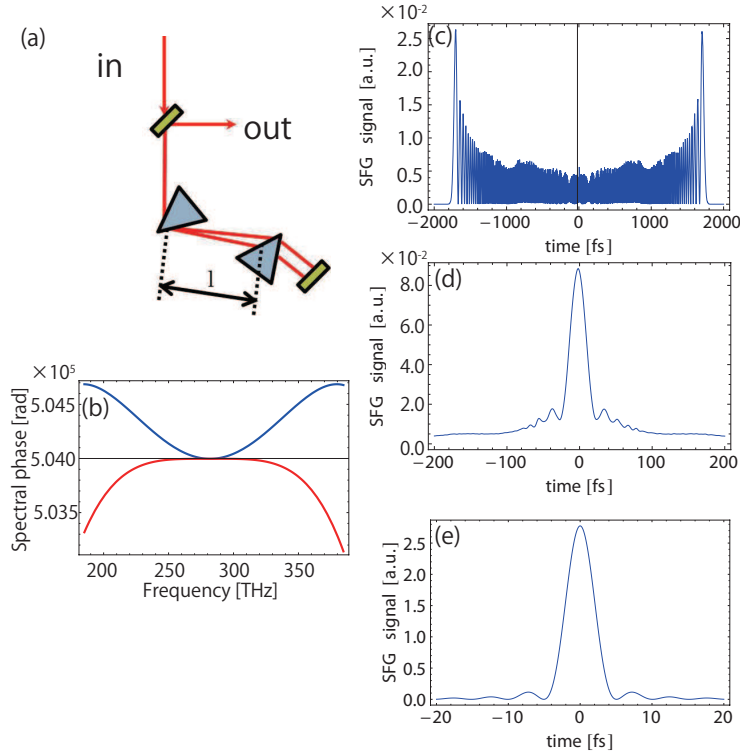 (a)
in
out
l
×10⁵
(b)
5.045
5.040
5.035
Spectral phase [rad]
200 250 300 350
Frequency [THz]
×10⁻²
(c)
2.5
2.0
1.5
1.0
0.5
0.0
SFG signal [a.u.]
−2000 −1000 0 1000 2000
time [fs]
×10⁻²
(d)
8.0
6.0
4.0
2.0
0.0
SFG signal [a.u.]
−200 −100 0 100 200
time [fs]
(e)
2.5
2.0
1.5
1.0
0.5
0.0
SFG signal [a.u.]
−20 −10 0 10 20
time [fs]